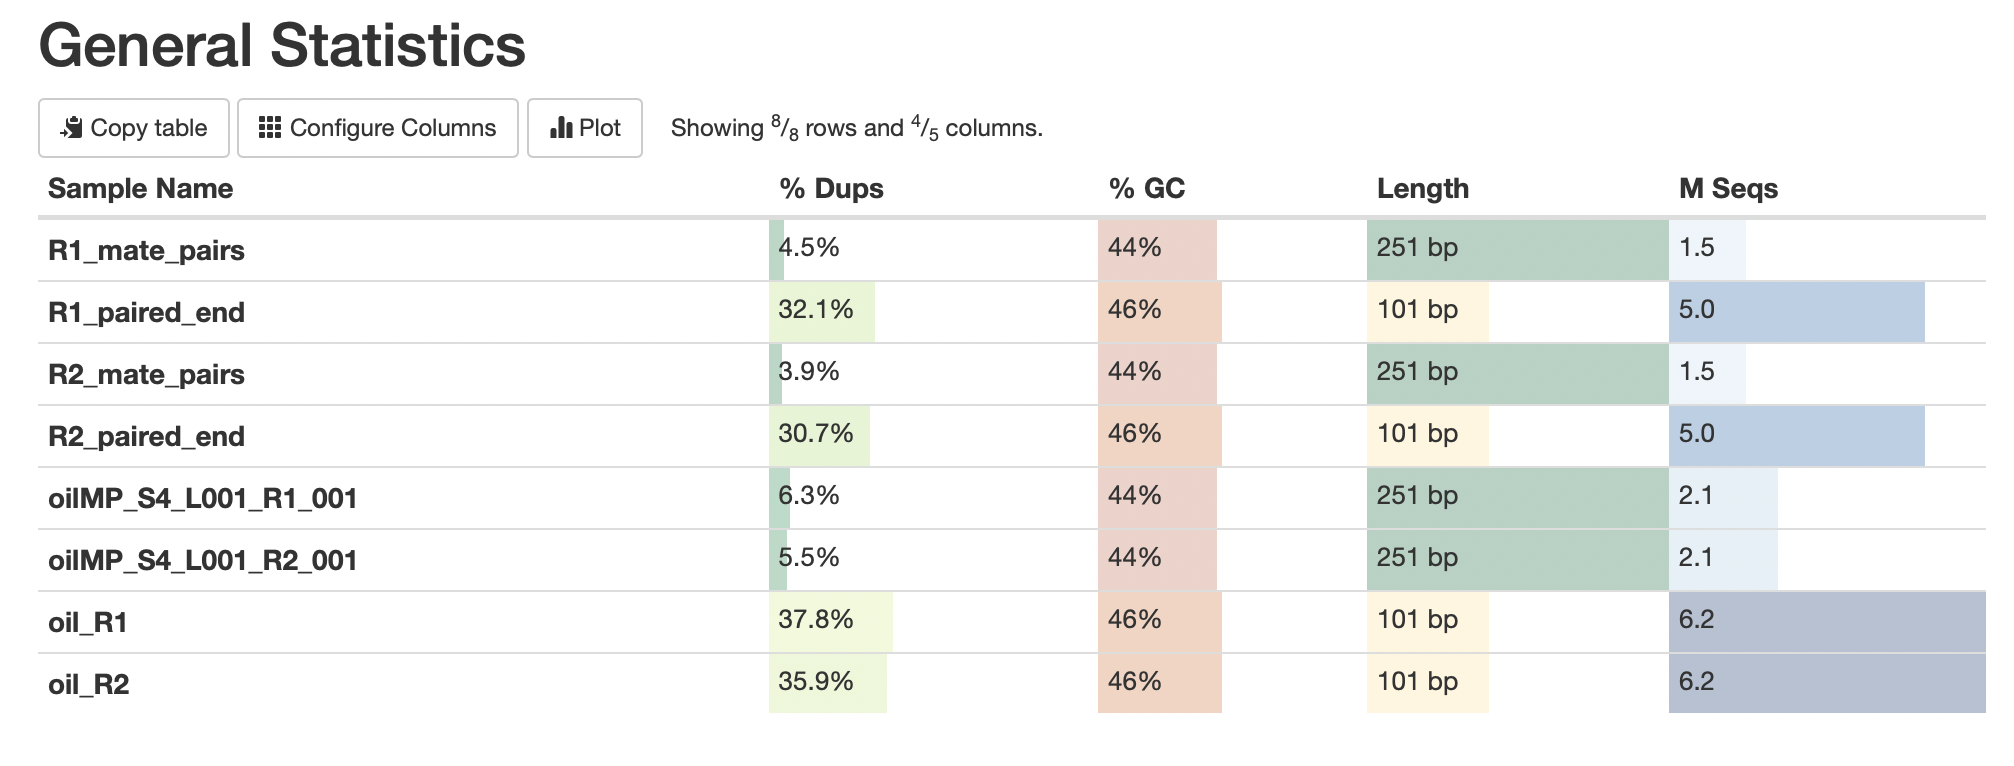 General Statistics
Copy table Configure Columns Plot Showing 8/8 rows and 4/5 columns.
Sample Name % Dups % GC Length M Seqs
R1_mate_pairs 4.5% 44% 251 bp 1.5
R1_paired_end 32.1% 46% 101 bp 5.0
R2_mate_pairs 3.9% 44% 251 bp 1.5
R2_paired_end 30.7% 46% 101 bp 5.0
oilMP_S4_L001_R1_001 6.3% 44% 251 bp 2.1
oilMP_S4_L001_R2_001 5.5% 44% 251 bp 2.1
oil_R1 37.8% 46% 101 bp 6.2
oil_R2 35.9% 46% 101 bp 6.2